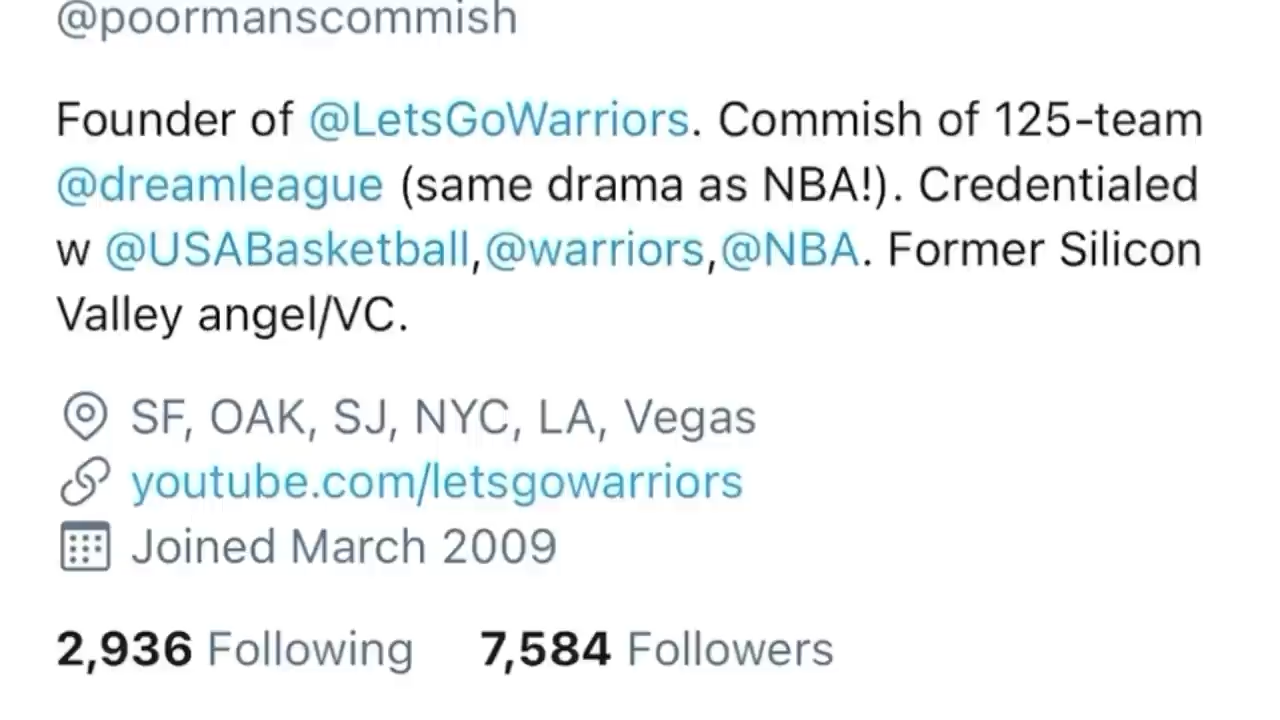 @poormanscommish
Founder of @LetsGoWarriors. Commish of 125-team
@dreamleague (same drama as NBA!). Credentialed
w @USABasketball,@warriors,@NBA. Former Silicon
Valley angel/VC.
SF, OAK, SJ, NYC, LA, Vegas
youtube.com/letsgowarriors
Joined March 2009
2,936 Following 7,584 Followers